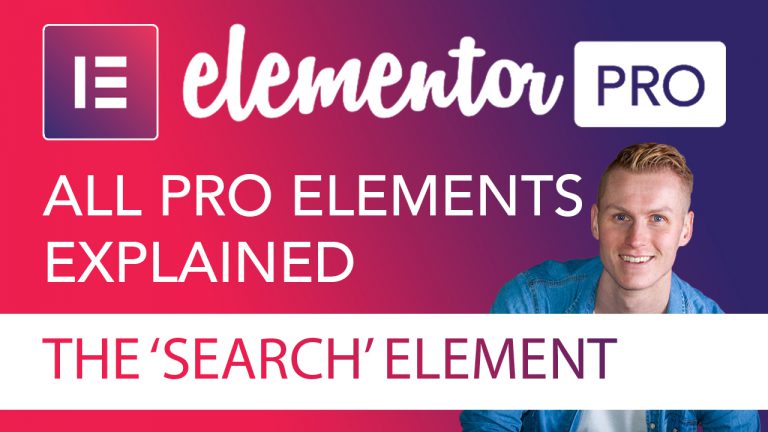 elementor PRO
ALL PRO ELEMENTS
EXPLAINED
THE ‘SEARCH’ ELEMENT